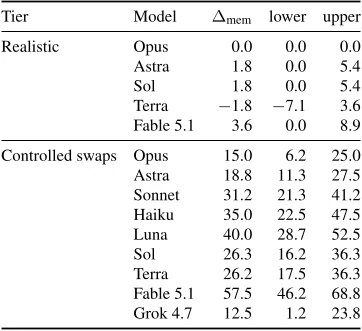 Tier Model Δmem lower upper
Realistic Opus 0.0 0.0 0.0
Astra 1.8 0.0 5.4
Sol 1.8 0.0 5.4
Terra −1.8 −7.1 3.6
Fable 5.1 3.6 0.0 8.9
Controlled swaps Opus 15.0 6.2 25.0
Astra 18.8 11.3 27.5
Sonnet 31.2 21.3 41.2
Haiku 35.0 22.5 47.5
Luna 40.0 28.7 52.5
Sol 26.3 16.2 36.3
Terra 26.2 17.5 36.3
Fable 5.1 57.5 46.2 68.8
Grok 4.7 12.5 1.2 23.8